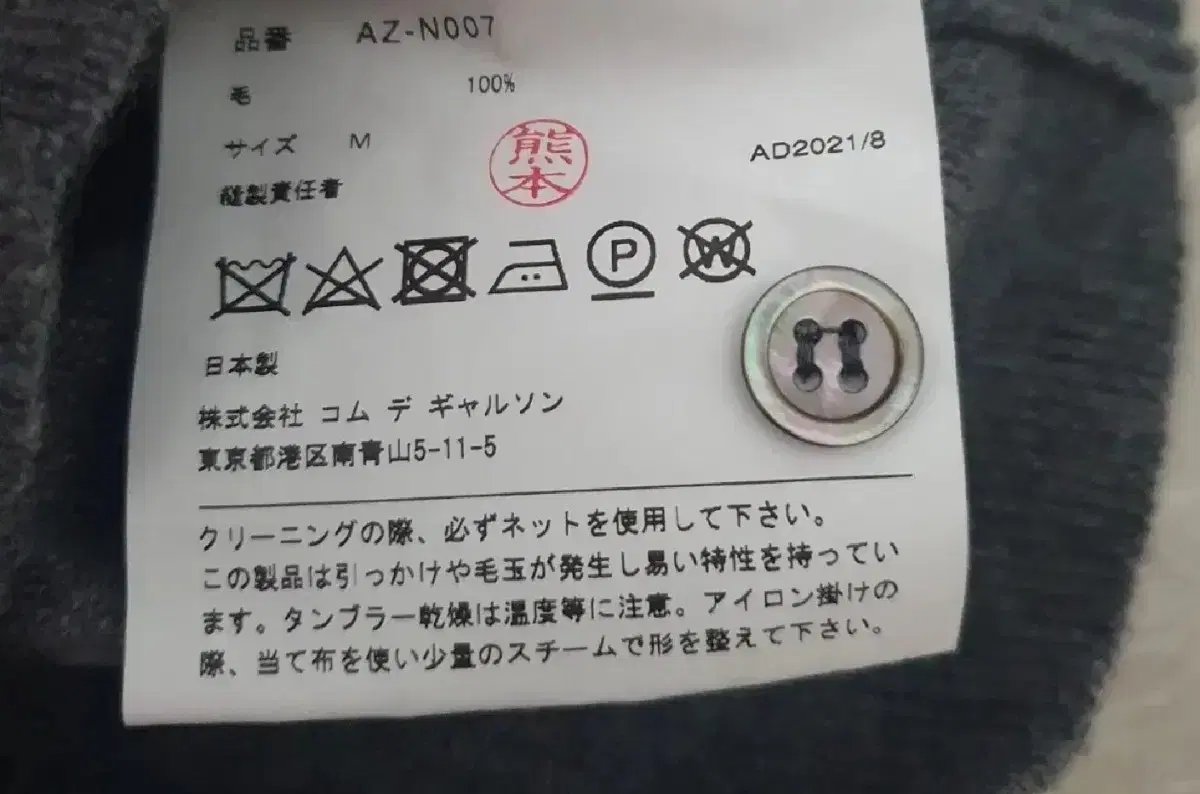 品番 AZ-N007
毛 100%
サイズ M
熊本
AD2021/8
縫製責任者
P
W
日本製
株式会社 コム デ ギャルソン
東京都港区南青山5-11-5
クリーニングの際、必ずネットを使用して下さい。
この製品は引っかけや毛玉が発生し易い特性を持ってい
ます。タンブラー乾燥は温度等に注意。アイロン掛けの
際、当て布を使い少量のスチームで形を整えて下さい。